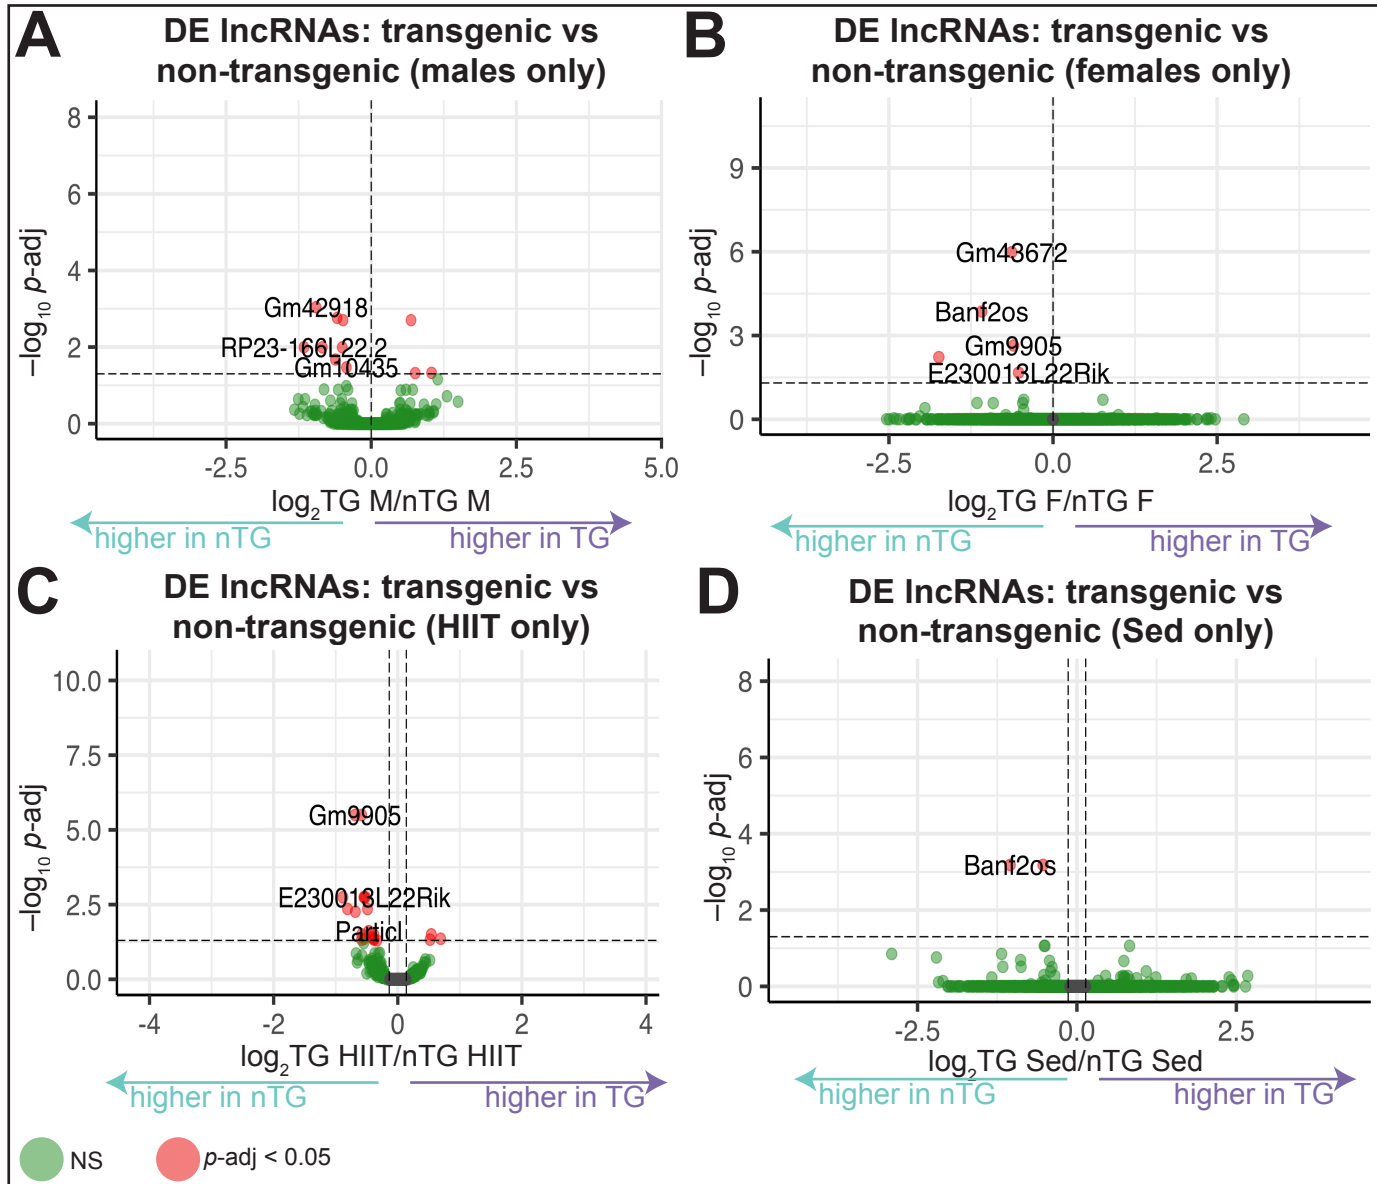 A
DE lncRNAs: transgenic vs
non-transgenic (males only)
8
6
4
2
0
−log10 p-adj
Gm42918
RP23-166L22.2
Gm10435
-2.5
0.0
2.5
5.0
log2TG M/nTG M
higher in nTG
higher in TG
B
DE lncRNAs: transgenic vs
non-transgenic (females only)
9
6
3
0
−log10 p-adj
Gm43672
Banf2os
Gm9905
E230013L22Rik
-2.5
0.0
2.5
log2TG F/nTG F
higher in nTG
higher in TG
C
DE lncRNAs: transgenic vs
non-transgenic (HIIT only)
10.0
7.5
5.0
2.5
0.0
−log10 p-adj
Gm9905
E230013L22Rik
Particl
-4
-2
0
2
4
log2TG HIIT/nTG HIIT
higher in nTG
higher in TG
D
DE lncRNAs: transgenic vs
non-transgenic (Sed only)
8
6
4
2
0
−log10 p-adj
Banf2os
-2.5
0.0
2.5
log2TG Sed/nTG Sed
higher in nTG
higher in TG
NS
p-adj < 0.05